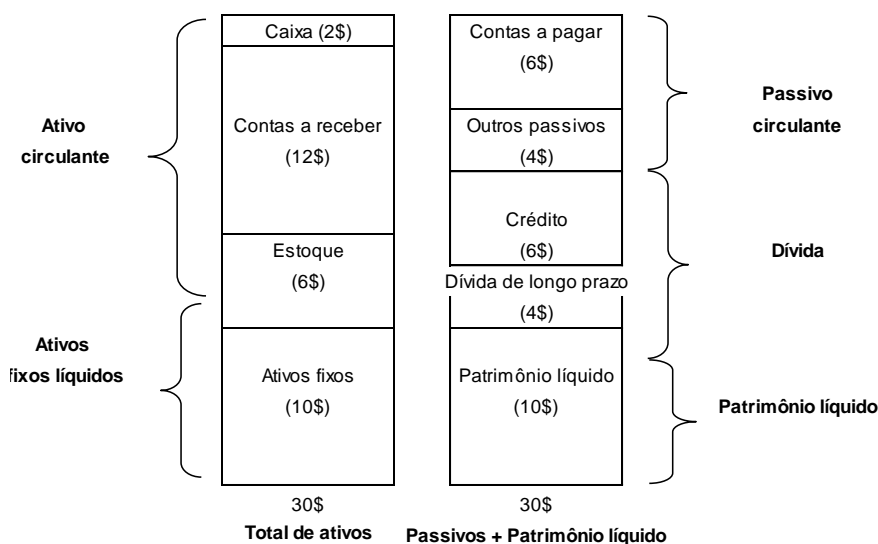 Caixa (2$)
Contas a receber
(12$)
Estoque
(6$)
Ativos fixos
(10$)
30$
Total de ativos
Ativo
circulante
Ativos
fixos líquidos
Contas a pagar
(6$)
Outros passivos
(4$)
Crédito
(6$)
Dívida de longo prazo
(4$)
Patrimônio líquido
(10$)
30$
Passivos + Patrimônio líquido
Passivo
circulante
Dívida
Patrimônio líquido